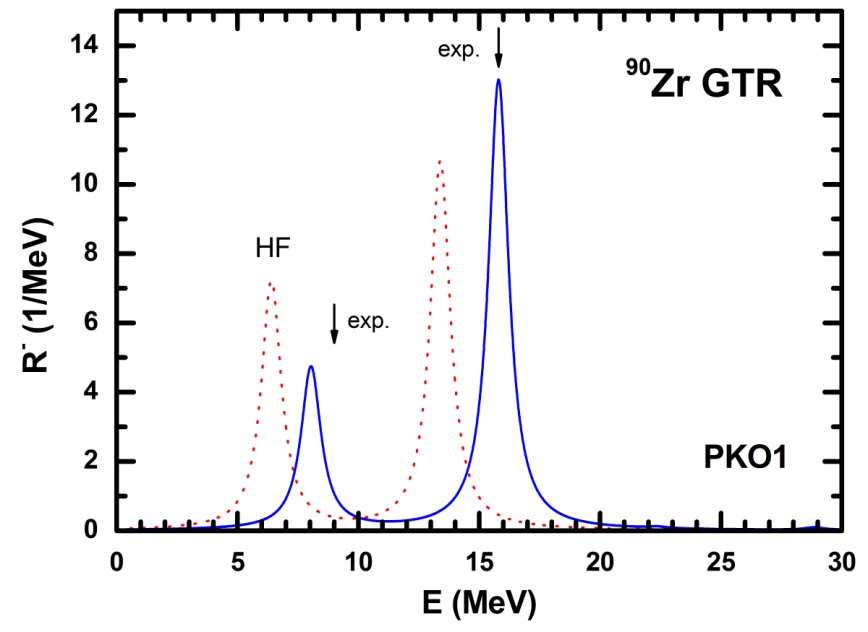 14
12
10
8
6
4
2
0
R⁻ (1/MeV)
exp.
⁹⁰Zr GTR
HF
exp.
PKO1
0 5 10 15 20 25 30
E (MeV)